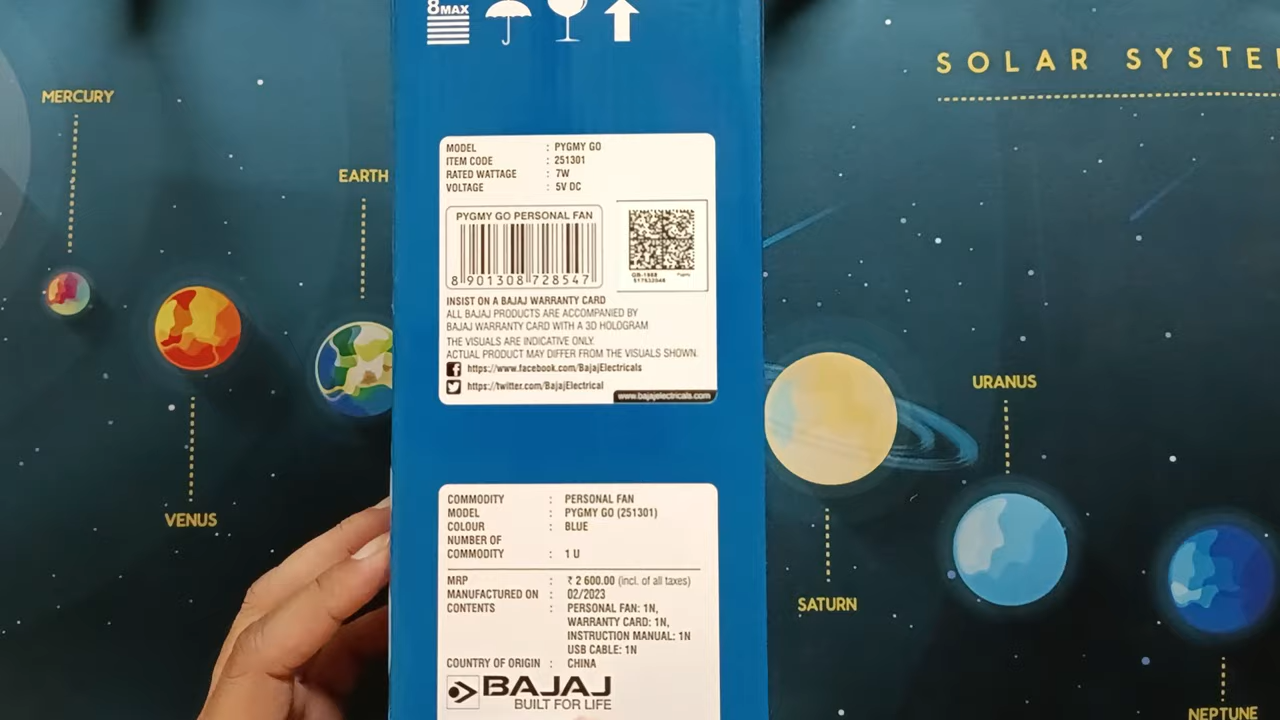 8MAX
SOLAR SYSTE
MERCURY
EARTH
VENUS
URANUS
SATURN
NEPTUNE
MODEL : PYGMY GO
ITEM CODE : 251301
RATED WATTAGE : 7W
VOLTAGE : 5V DC
PYGMY GO PERSONAL FAN
8 901308 728547
INSIST ON A BAJAJ WARRANTY CARD
ALL BAJAJ PRODUCTS ARE ACCOMPANIED BY
BAJAJ WARRANTY CARD WITH A 3D HOLOGRAM
THE VISUALS ARE INDICATIVE ONLY.
ACTUAL PRODUCT MAY DIFFER FROM THE VISUALS SHOWN.
https://www.facebook.com/BajajElectricals
https://twitter.com/BajajElectrical
www.bajajelectricals.com
COMMODITY : PERSONAL FAN
MODEL : PYGMY GO (251301)
COLOUR : BLUE
NUMBER OF
COMMODITY : 1 U
MRP : ₹ 2 600.00 (incl. of all taxes)
MANUFACTURED ON : 02/2023
CONTENTS : PERSONAL FAN: 1N,
WARRANTY CARD: 1N,
INSTRUCTION MANUAL: 1N
USB CABLE: 1N
COUNTRY OF ORIGIN : CHINA
BAJAJ
BUILT FOR LIFE